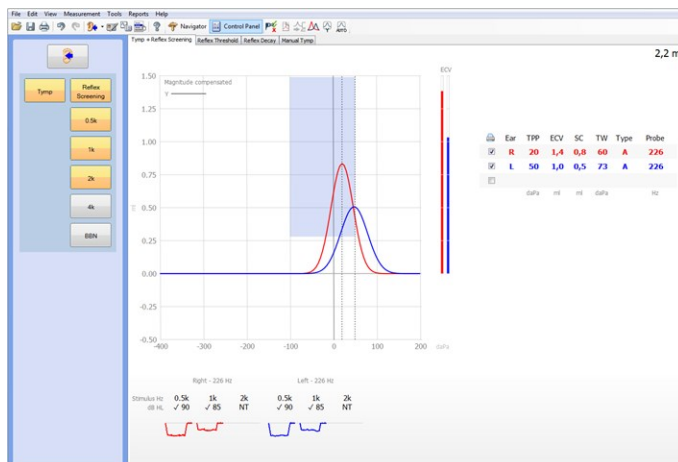 File Edit View Measurement Tools Reports Help
Navigator Control Panel
Tymp + Reflex Screening Reflex Threshold Reflex Decay Manual Tymp
2,2 m
Tymp Reflex Screening
0.5k
1k
2k
4k
BBN
Magnitude compensated
Y
1.50
1.25
1.00
0.75
0.50
0.25
0.00
-0.25
-0.50
-400 -300 -200 -100 0 100 200 daPa
ECV
Ear TPP ECV SC TW Type Probe
R 20 1,4 0,8 60 A 226
L 50 1,0 0,5 73 A 226
daPa ml ml daPa Hz
Right - 226 Hz Left - 226 Hz
Stimulus Hz 0.5k 1k 2k 0.5k 1k 2k
dB HL ✓ 90 ✓ 85 NT ✓ 90 ✓ 85 NT